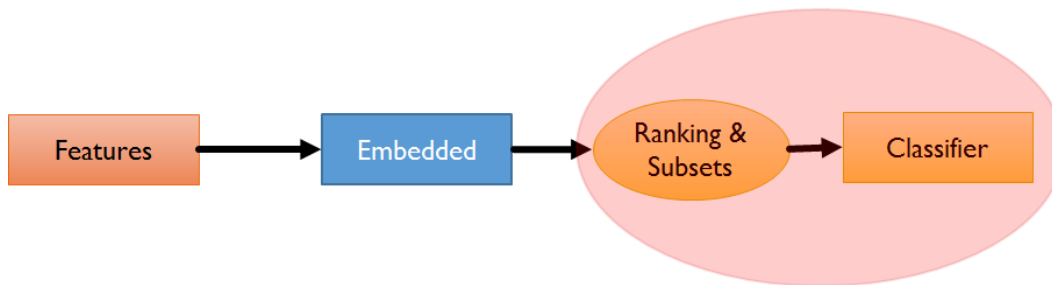 Features
Embedded
Ranking &
Subsets
Classifier